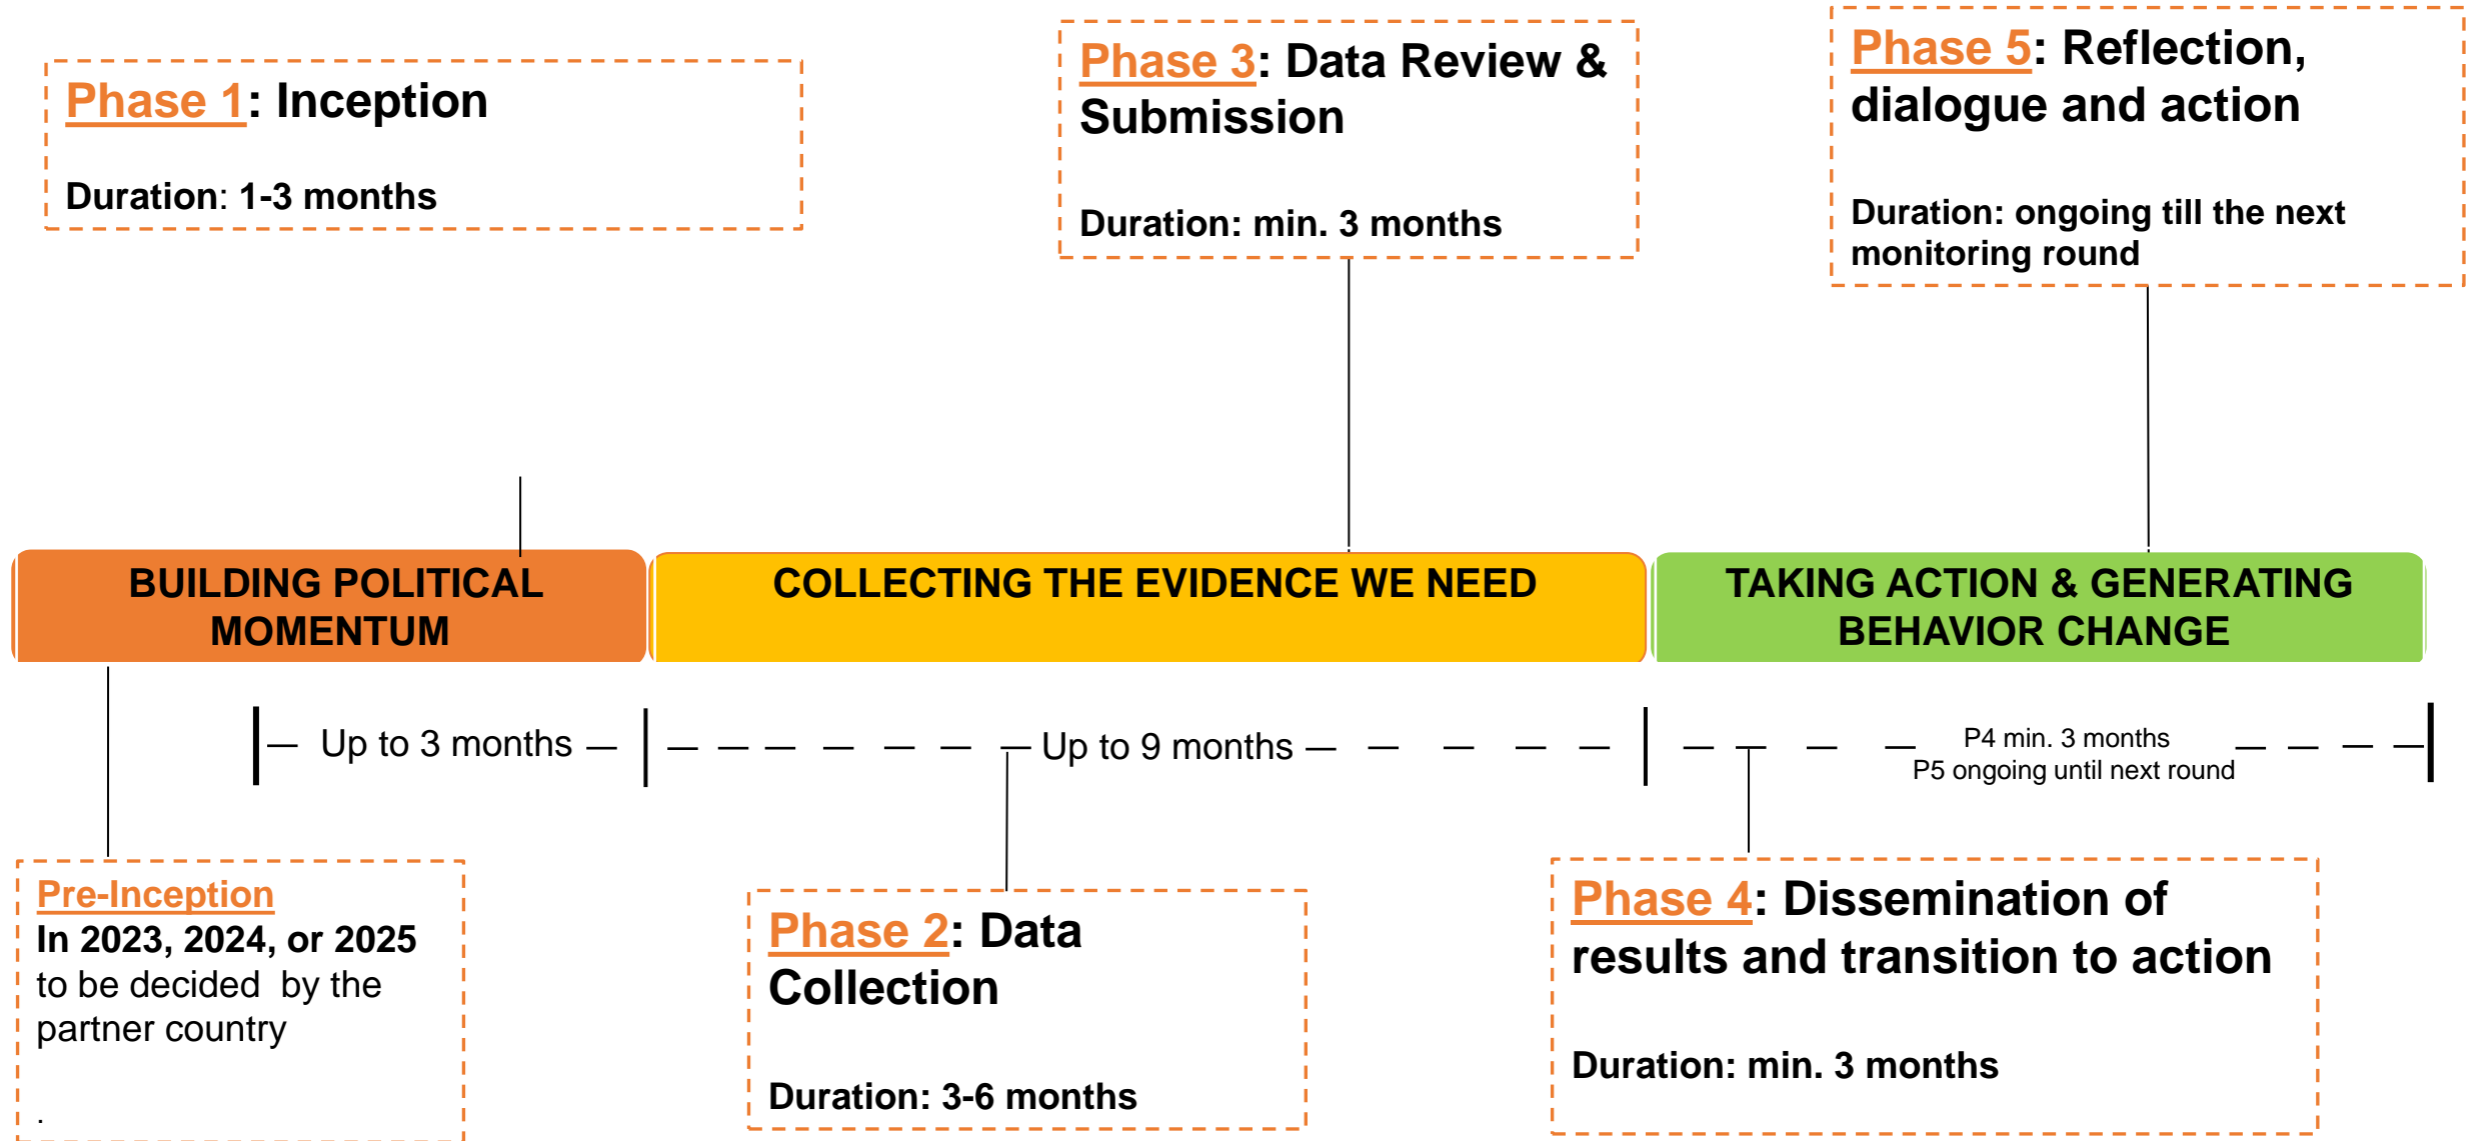 Phase 1: Inception
Duration: 1-3 months
Phase 3: Data Review &
Submission
Duration: min. 3 months
Phase 5: Reflection,
dialogue and action
Duration: ongoing till the next
monitoring round
BUILDING POLITICAL
MOMENTUM
COLLECTING THE EVIDENCE WE NEED
TAKING ACTION & GENERATING
BEHAVIOR CHANGE
Up to 3 months
Up to 9 months
P4 min. 3 months
P5 ongoing until next round
Pre-Inception
In 2023, 2024, or 2025
to be decided  by the
partner country
.
Phase 2: Data
Collection
Duration: 3-6 months
Phase 4: Dissemination of
results and transition to action
Duration: min. 3 months